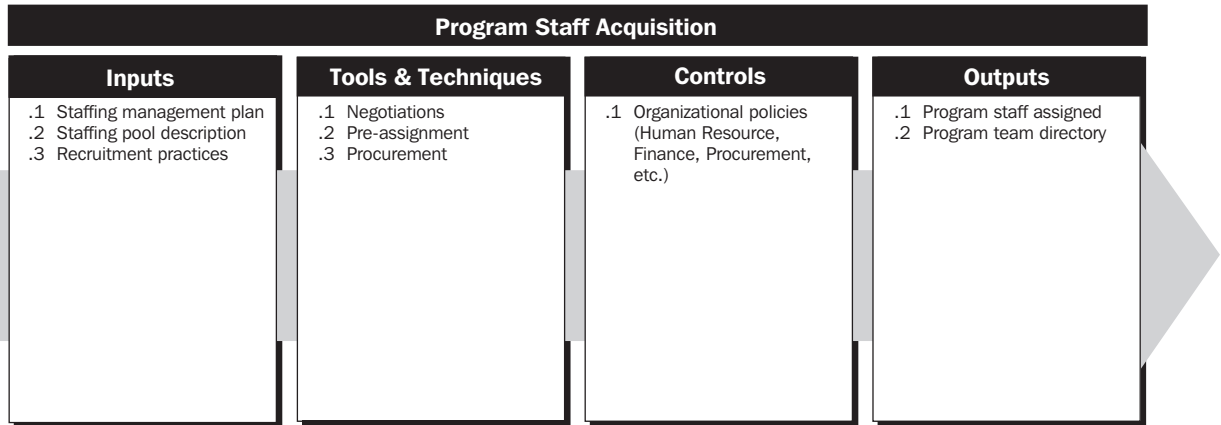 Program Staff Acquisition
Inputs
.1 Staffing management plan
.2 Staffing pool description
.3 Recruitment practices
Tools & Techniques
.1 Negotiations
.2 Pre-assignment
.3 Procurement
Controls
.1 Organizational policies
(Human Resource,
Finance, Procurement,
etc.)
Outputs
.1 Program staff assigned
.2 Program team directory